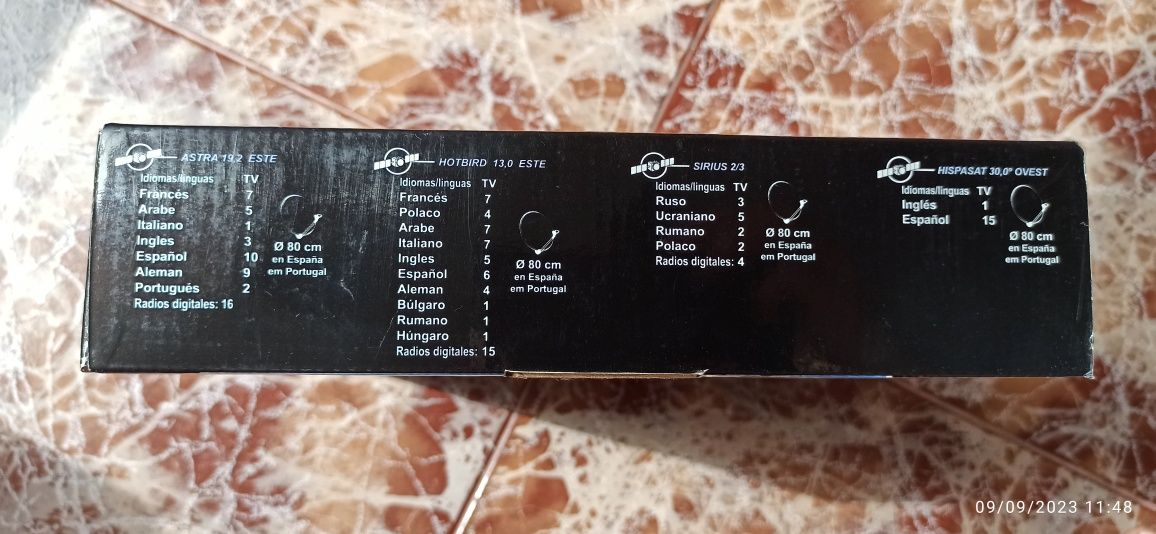 ASTRA 19,2 ESTE
Idiomas/linguas TV
Francés 7
Arabe 5
Italiano 1
Ingles 3
Español 10
Aleman 9
Portugués 2
Radios digitales: 16
Ø 80 cm
en España
em Portugal
HOTBIRD 13,0 ESTE
Idiomas/linguas TV
Francés 7
Polaco 4
Arabe 7
Italiano 7
Ingles 5
Español 6
Aleman 4
Búlgaro 1
Rumano 1
Húngaro 1
Radios digitales: 15
Ø 80 cm
en España
em Portugal
SIRIUS 2/3
Idiomas/linguas TV
Ruso 3
Ucraniano 5
Rumano 2
Polaco 2
Radios digitales: 4
Ø 80 cm
en España
em Portugal
HISPASAT 30,0º OVEST
Idiomas/linguas TV
Inglés 1
Español 15
Ø 80 cm
en España
em Portugal
09/09/2023 11:48